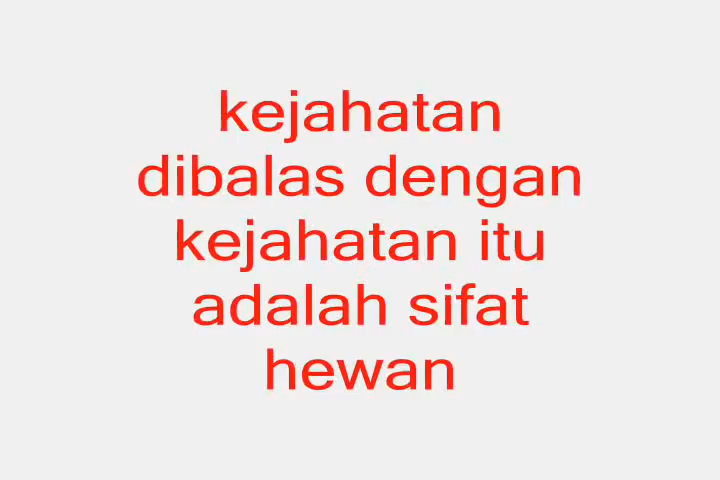 kejahatan
dibalas dengan
kejahatan itu
adalah sifat
hewan